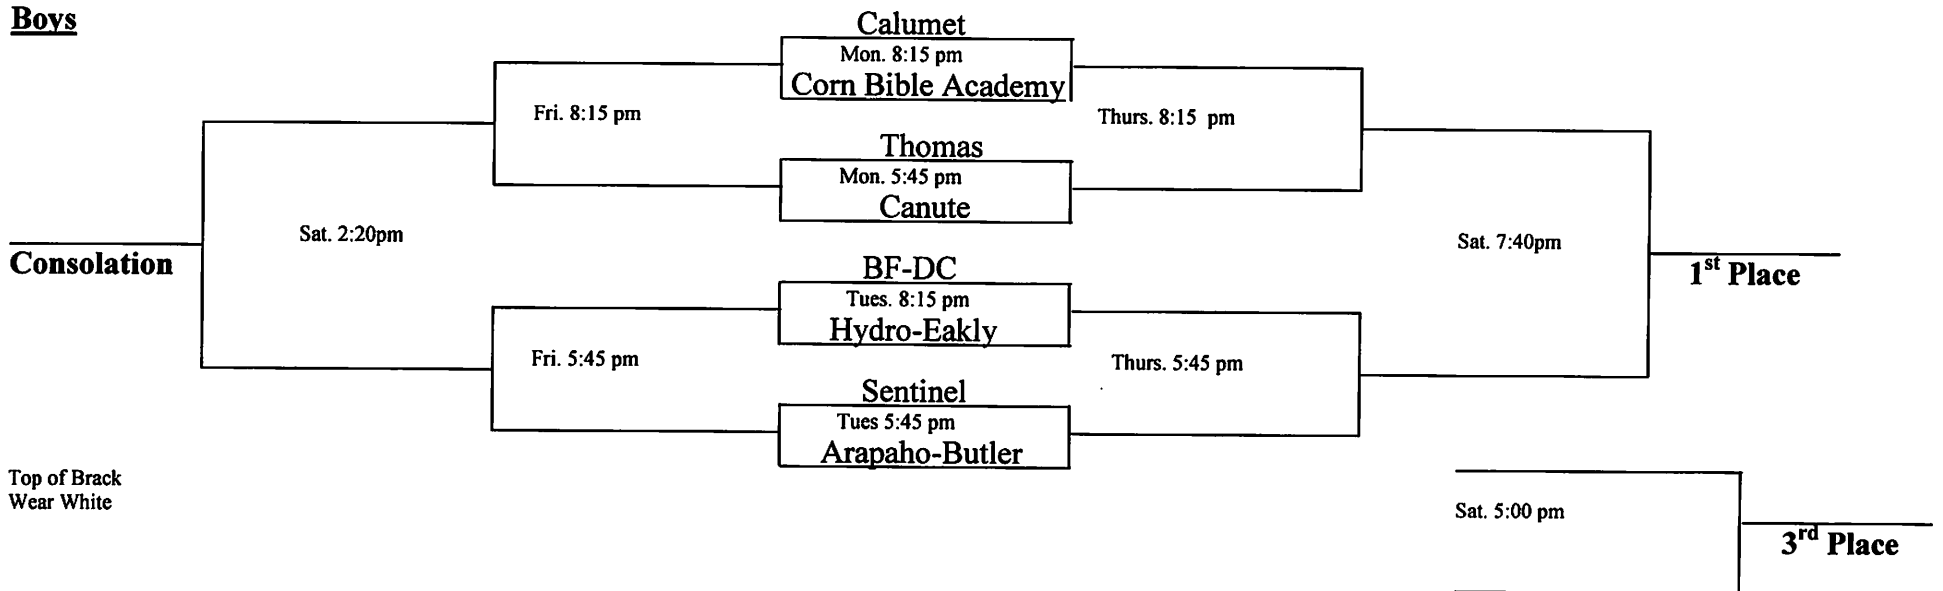 Boys
Calumet
Mon. 8:15 pm
Corn Bible Academy
Fri. 8:15 pm
Thurs. 8:15 pm
Thomas
Mon. 5:45 pm
Canute
Sat. 2:20pm
Sat. 7:40pm
Consolation
1st Place
BF-DC
Tues. 8:15 pm
Hydro-Eakly
Fri. 5:45 pm
Thurs. 5:45 pm
Sentinel
Tues 5:45 pm
Arapaho-Butler
Top of Brack
Wear White
Sat. 5:00 pm
3rd Place